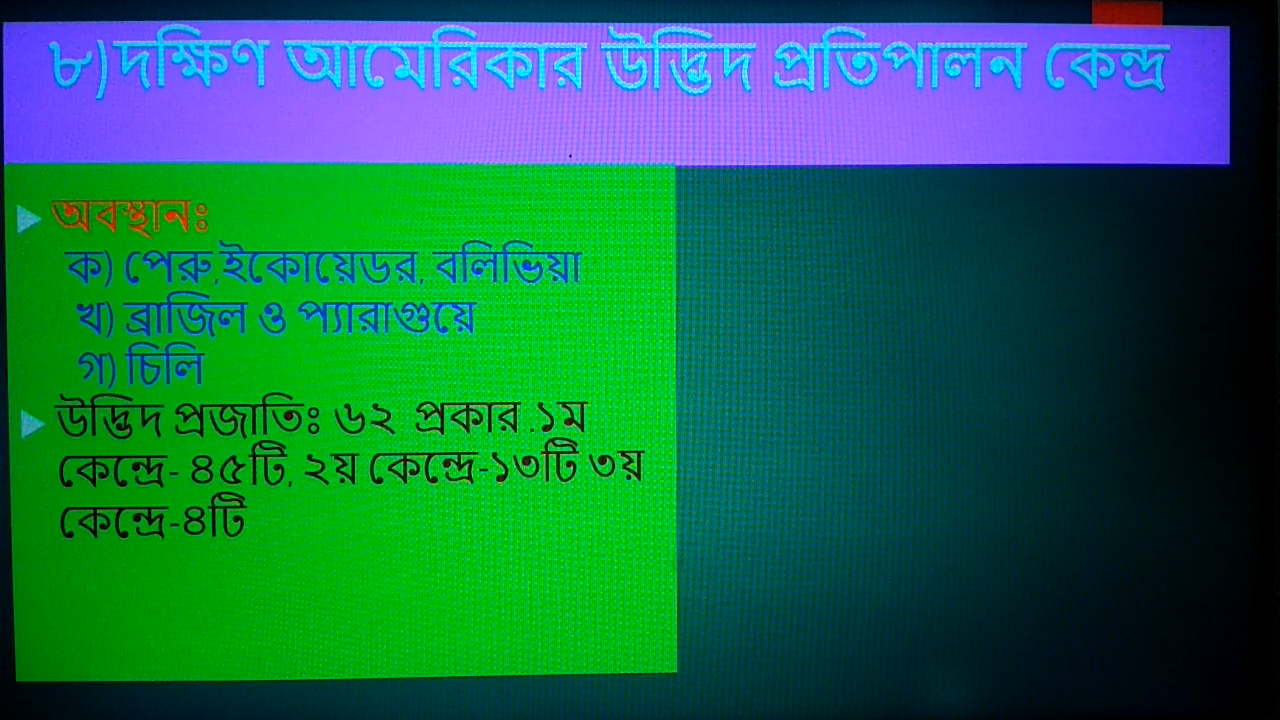 ৮) দক্ষিণ আমেরিকার উদ্ভিদ প্রতিপালন কেন্দ্র
অবস্থানঃ
ক) পেরু,ইকোয়েডর, বলিভিয়া
খ) ব্রাজিল ও প্যারাগুয়ে
গ) চিলি
উদ্ভিদ প্রজাতিঃ ৬২ প্রকার .১ম
কেন্দ্রে- ৪৫টি, ২য় কেন্দ্রে-১৩টি ৩য়
কেন্দ্রে-৪টি